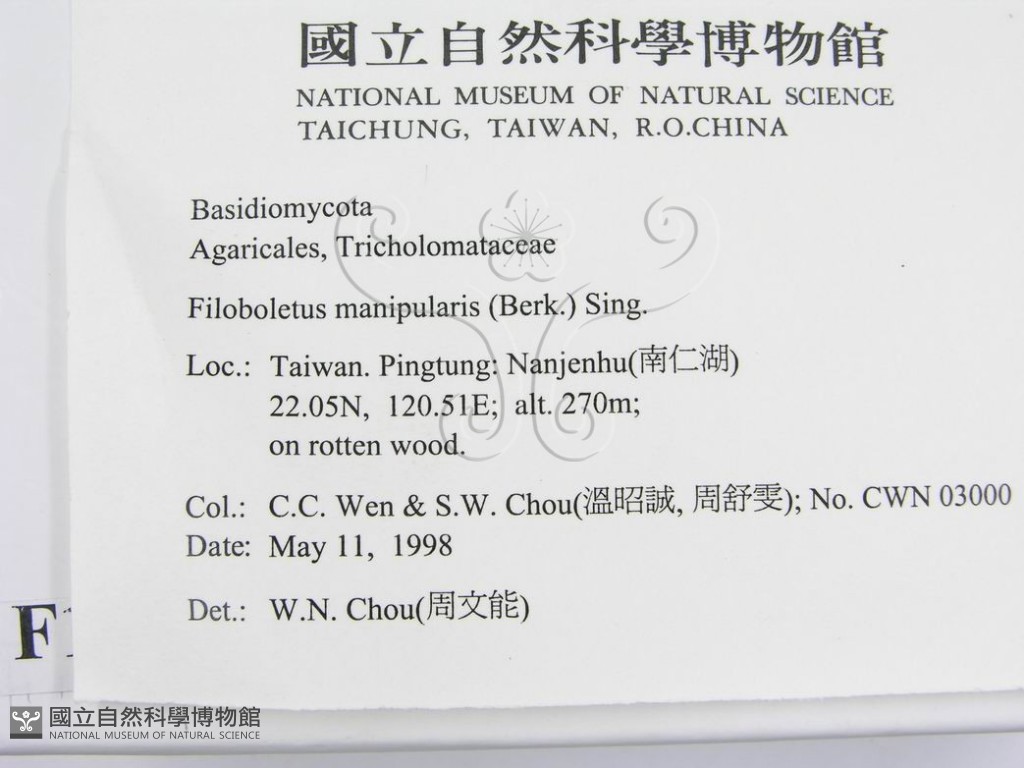 國立自然科學博物館
NATIONAL MUSEUM OF NATURAL SCIENCE
TAICHUNG, TAIWAN, R.O.CHINA
Basidiomycota
Agaricales, Tricholomataceae
Filoboletus manipularis (Berk.) Sing.
Loc.: Taiwan. Pingtung: Nanjenhu(南仁湖)
22.05N, 120.51E; alt. 270m;
on rotten wood.
Col.: C.C. Wen & S.W. Chou(溫昭誠, 周舒雯); No. CWN 03000
Date: May 11, 1998
Det.: W.N. Chou(周文能)
F
國立自然科學博物館
NATIONAL MUSEUM OF NATURAL SCIENCE